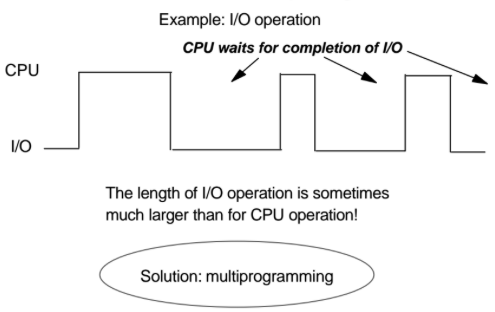 Example: I/O operation
CPU waits for completion of I/O
CPU
I/O
The length of I/O operation is sometimes
much larger than for CPU operation!
Solution: multiprogramming